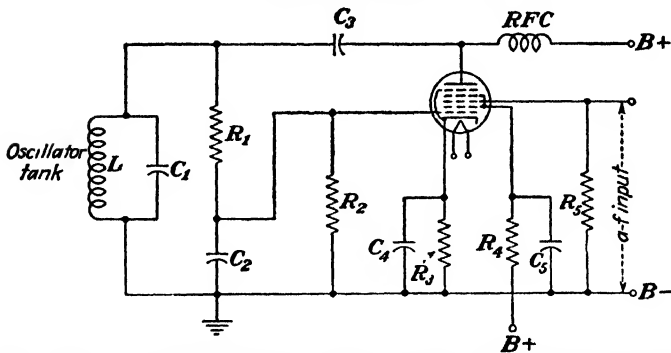 C3
RFC
B+
R1
Oscillator
tank
L
C1
R2
R5
a-f input
C2
C4
R3
R4
C5
B-
B+